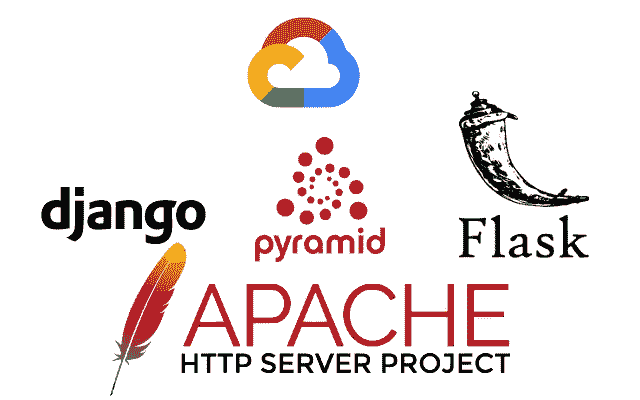 django
pyramid
Flask
APACHE
HTTP SERVER PROJECT